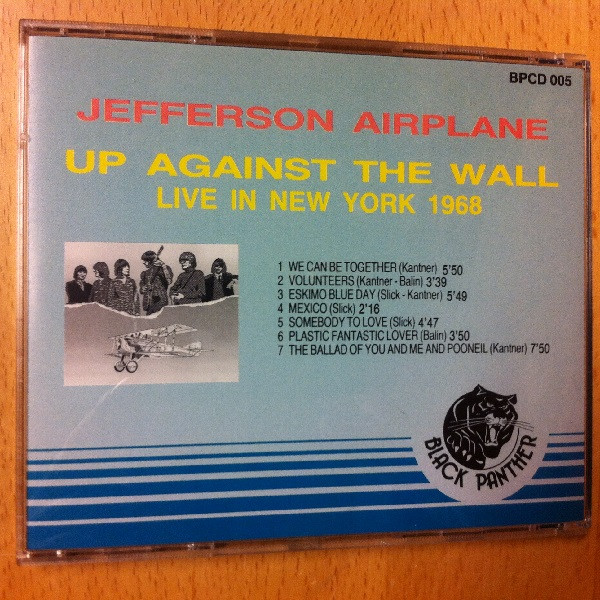 BPCD 005
JEFFERSON AIRPLANE
UP AGAINST THE WALL
LIVE IN NEW YORK 1968
1 WE CAN BE TOGETHER (Kantner) 5'50
2 VOLUNTEERS (Kantner - Balin) 3'39
3 ESKIMO BLUE DAY (Slick - Kantner) 5'49
4 MEXICO (Slick) 2'16
5 SOMEBODY TO LOVE (Slick) 4'47
6 PLASTIC FANTASTIC LOVER (Balin) 3'50
7 THE BALLAD OF YOU AND ME AND POONEIL (Kantner) 7'50
BLACK PANTHER